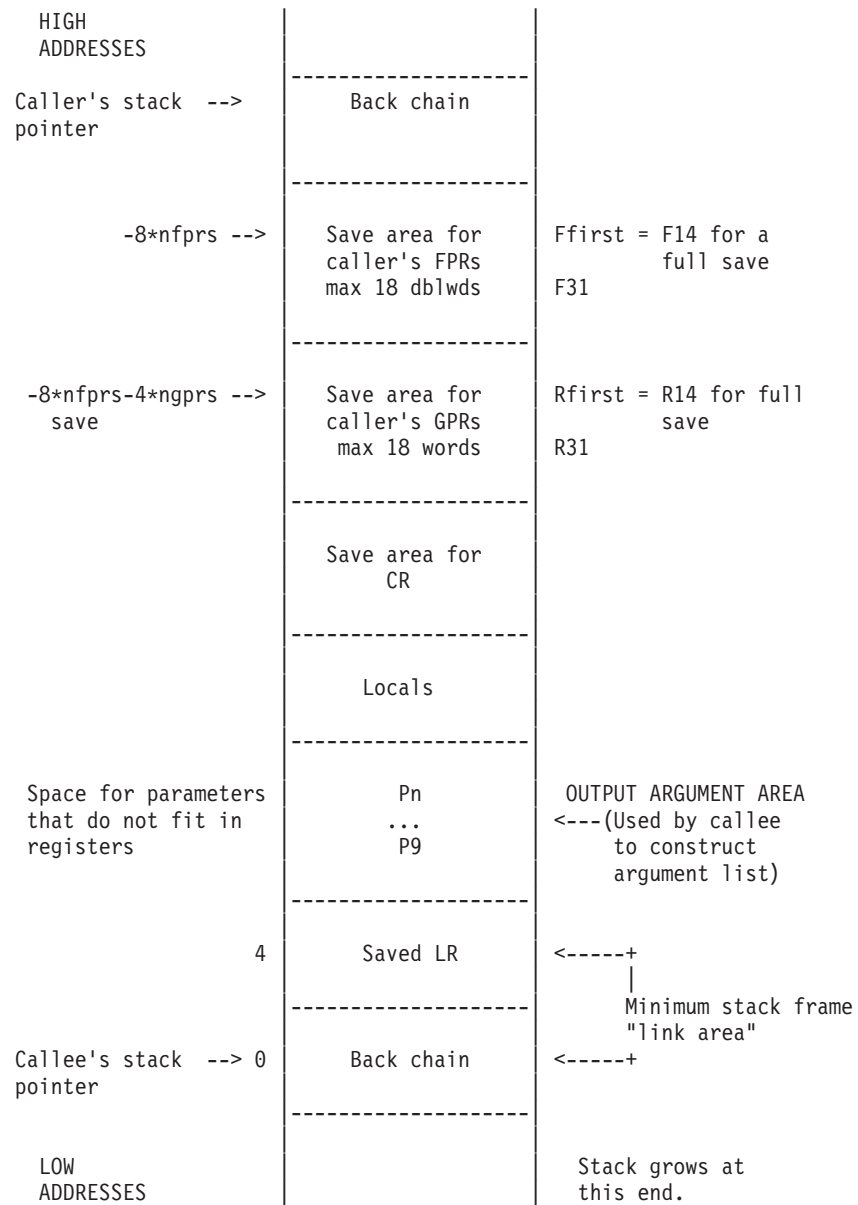 HIGH
ADDRESSES
--------------------
Caller's stack --> Back chain
pointer
--------------------
-8*nfprs --> Save area for Ffirst = F14 for a
caller's FPRs full save
max 18 dblwds F31
--------------------
-8*nfprs-4*ngprs --> Save area for Rfirst = R14 for full
save caller's GPRs save
max 18 words R31
--------------------
Save area for
CR
--------------------
Locals
--------------------
Space for parameters Pn OUTPUT ARGUMENT AREA
that do not fit in ... <---(Used by callee
registers P9 to construct
argument list)
--------------------
4 Saved LR <-----+
|
-------------------- Minimum stack frame
"link area"
Callee's stack --> 0 Back chain <-----+
pointer
--------------------
LOW Stack grows at
ADDRESSES this end.